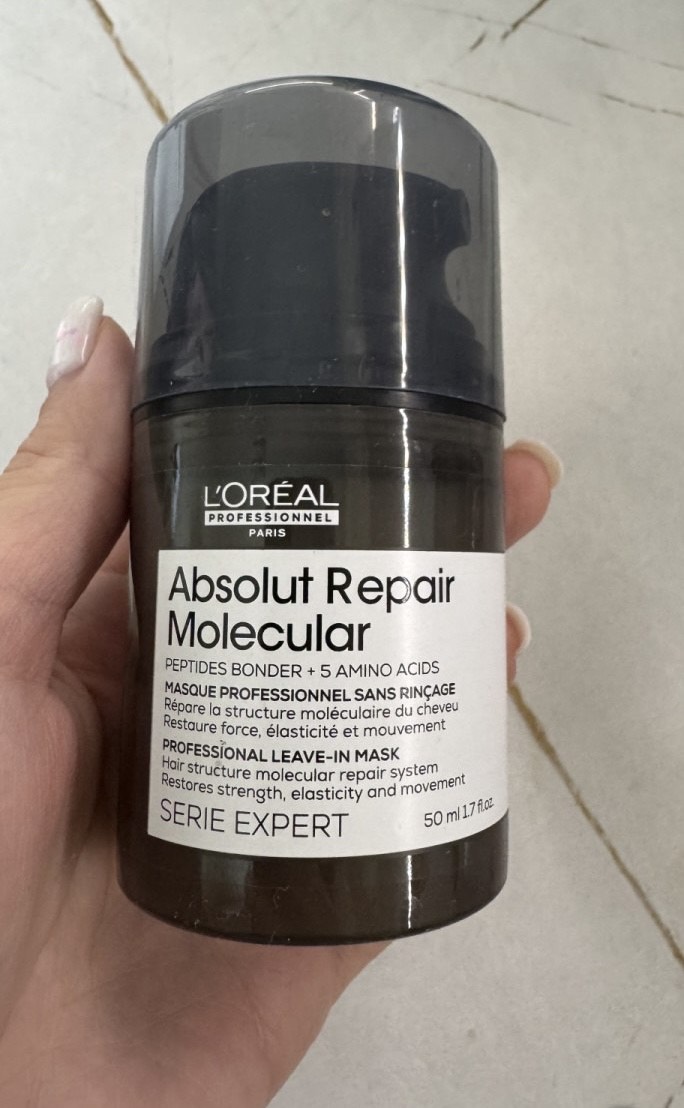 L'ORÉAL
PROFESSIONNEL
PARIS
Absolut Repair
Molecular
PEPTIDES BONDER + 5 AMINO ACIDS
MASQUE PROFESSIONNEL SANS RINÇAGE
Répare la structure moléculaire du cheveu
Restaure force, élasticité et mouvement
PROFESSIONAL LEAVE-IN MASK
Hair structure molecular repair system
Restores strength, elasticity and movement
SERIE EXPERT
50 ml 1.7 fl.oz.